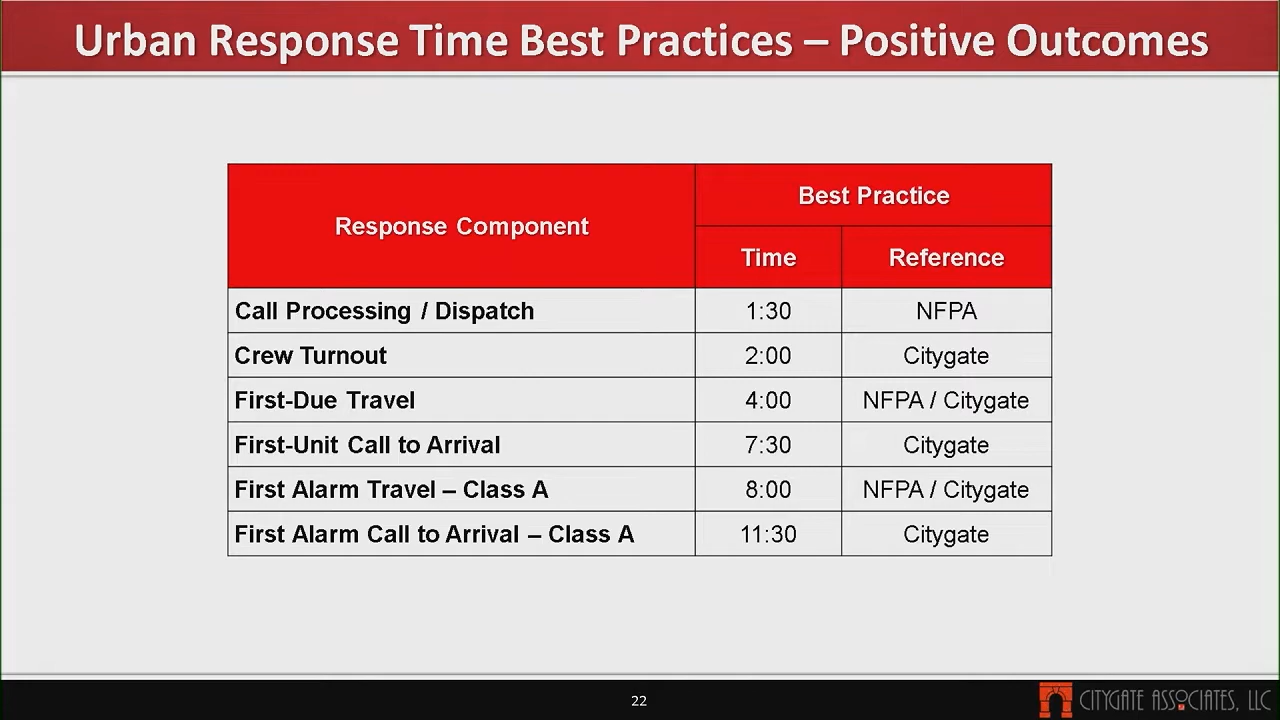 Urban Response Time Best Practices – Positive Outcomes
Response Component
Best Practice
Time
Reference
Call Processing / Dispatch 1:30 NFPA
Crew Turnout 2:00 Citygate
First-Due Travel 4:00 NFPA / Citygate
First-Unit Call to Arrival 7:30 Citygate
First Alarm Travel – Class A 8:00 NFPA / Citygate
First Alarm Call to Arrival – Class A 11:30 Citygate
22
CITYGATE ASSOCIATES, LLC